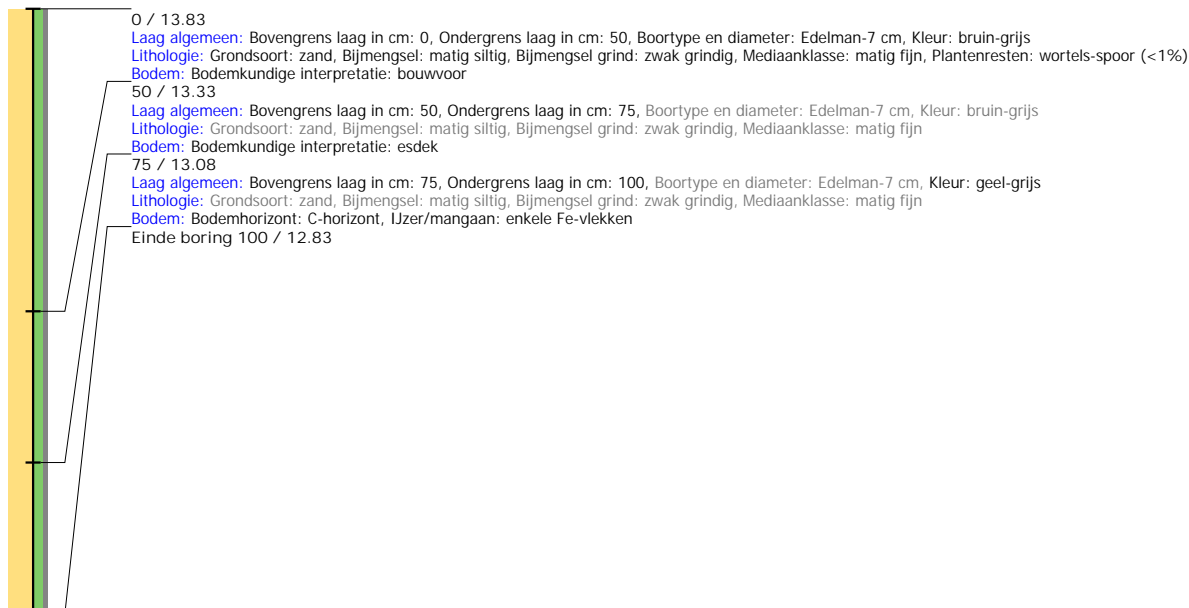 0 / 13.83
Laag algemeen: Bovengrens laag in cm: 0, Ondergrens laag in cm: 50, Boortype en diameter: Edelman-7 cm, Kleur: bruin-grijs
Lithologie: Grondsoort: zand, Bijmengsel: matig siltig, Bijmengsel grind: zwak grindig, Mediaanklasse: matig fijn, Plantenresten: wortels-spoor (<1%)
Bodem: Bodemkundige interpretatie: bouwvoor
50 / 13.33
Laag algemeen: Bovengrens laag in cm: 50, Ondergrens laag in cm: 75, Boortype en diameter: Edelman-7 cm, Kleur: bruin-grijs
Lithologie: Grondsoort: zand, Bijmengsel: matig siltig, Bijmengsel grind: zwak grindig, Mediaanklasse: matig fijn
Bodem: Bodemkundige interpretatie: esdek
75 / 13.08
Laag algemeen: Bovengrens laag in cm: 75, Ondergrens laag in cm: 100, Boortype en diameter: Edelman-7 cm, Kleur: geel-grijs
Lithologie: Grondsoort: zand, Bijmengsel: matig siltig, Bijmengsel grind: zwak grindig, Mediaanklasse: matig fijn
Bodem: Bodemhorizont: C-horizont, IJzer/mangaan: enkele Fe-vlekken
Einde boring 100 / 12.83